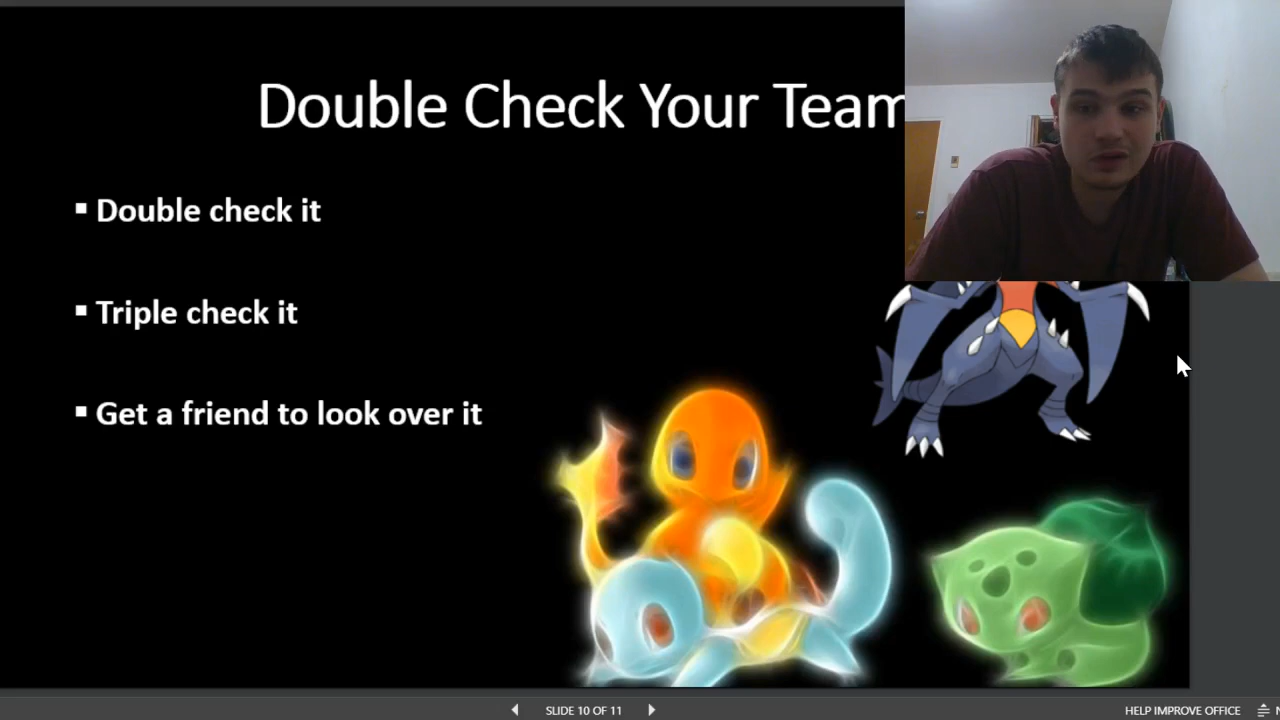 Double Check Your Team
▪ Double check it
▪ Triple check it
▪ Get a friend to look over it
SLIDE 10 OF 11
HELP IMPROVE OFFICE